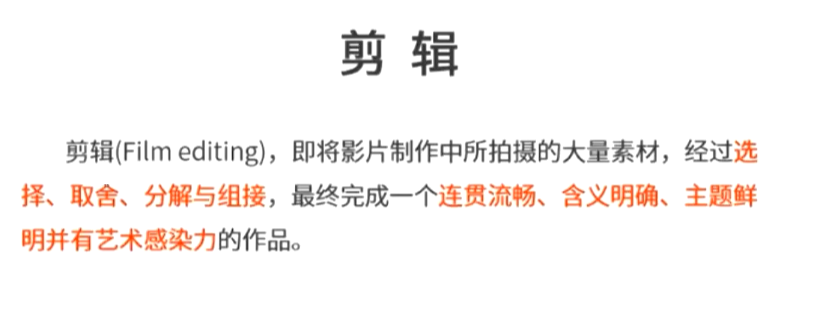 剪 辑
剪辑(Film editing)，即将影片制作中所拍摄的大量素材，经过选
择、取舍、分解与组接，最终完成一个连贯流畅、含义明确、主题鲜
明并有艺术感染力的作品。